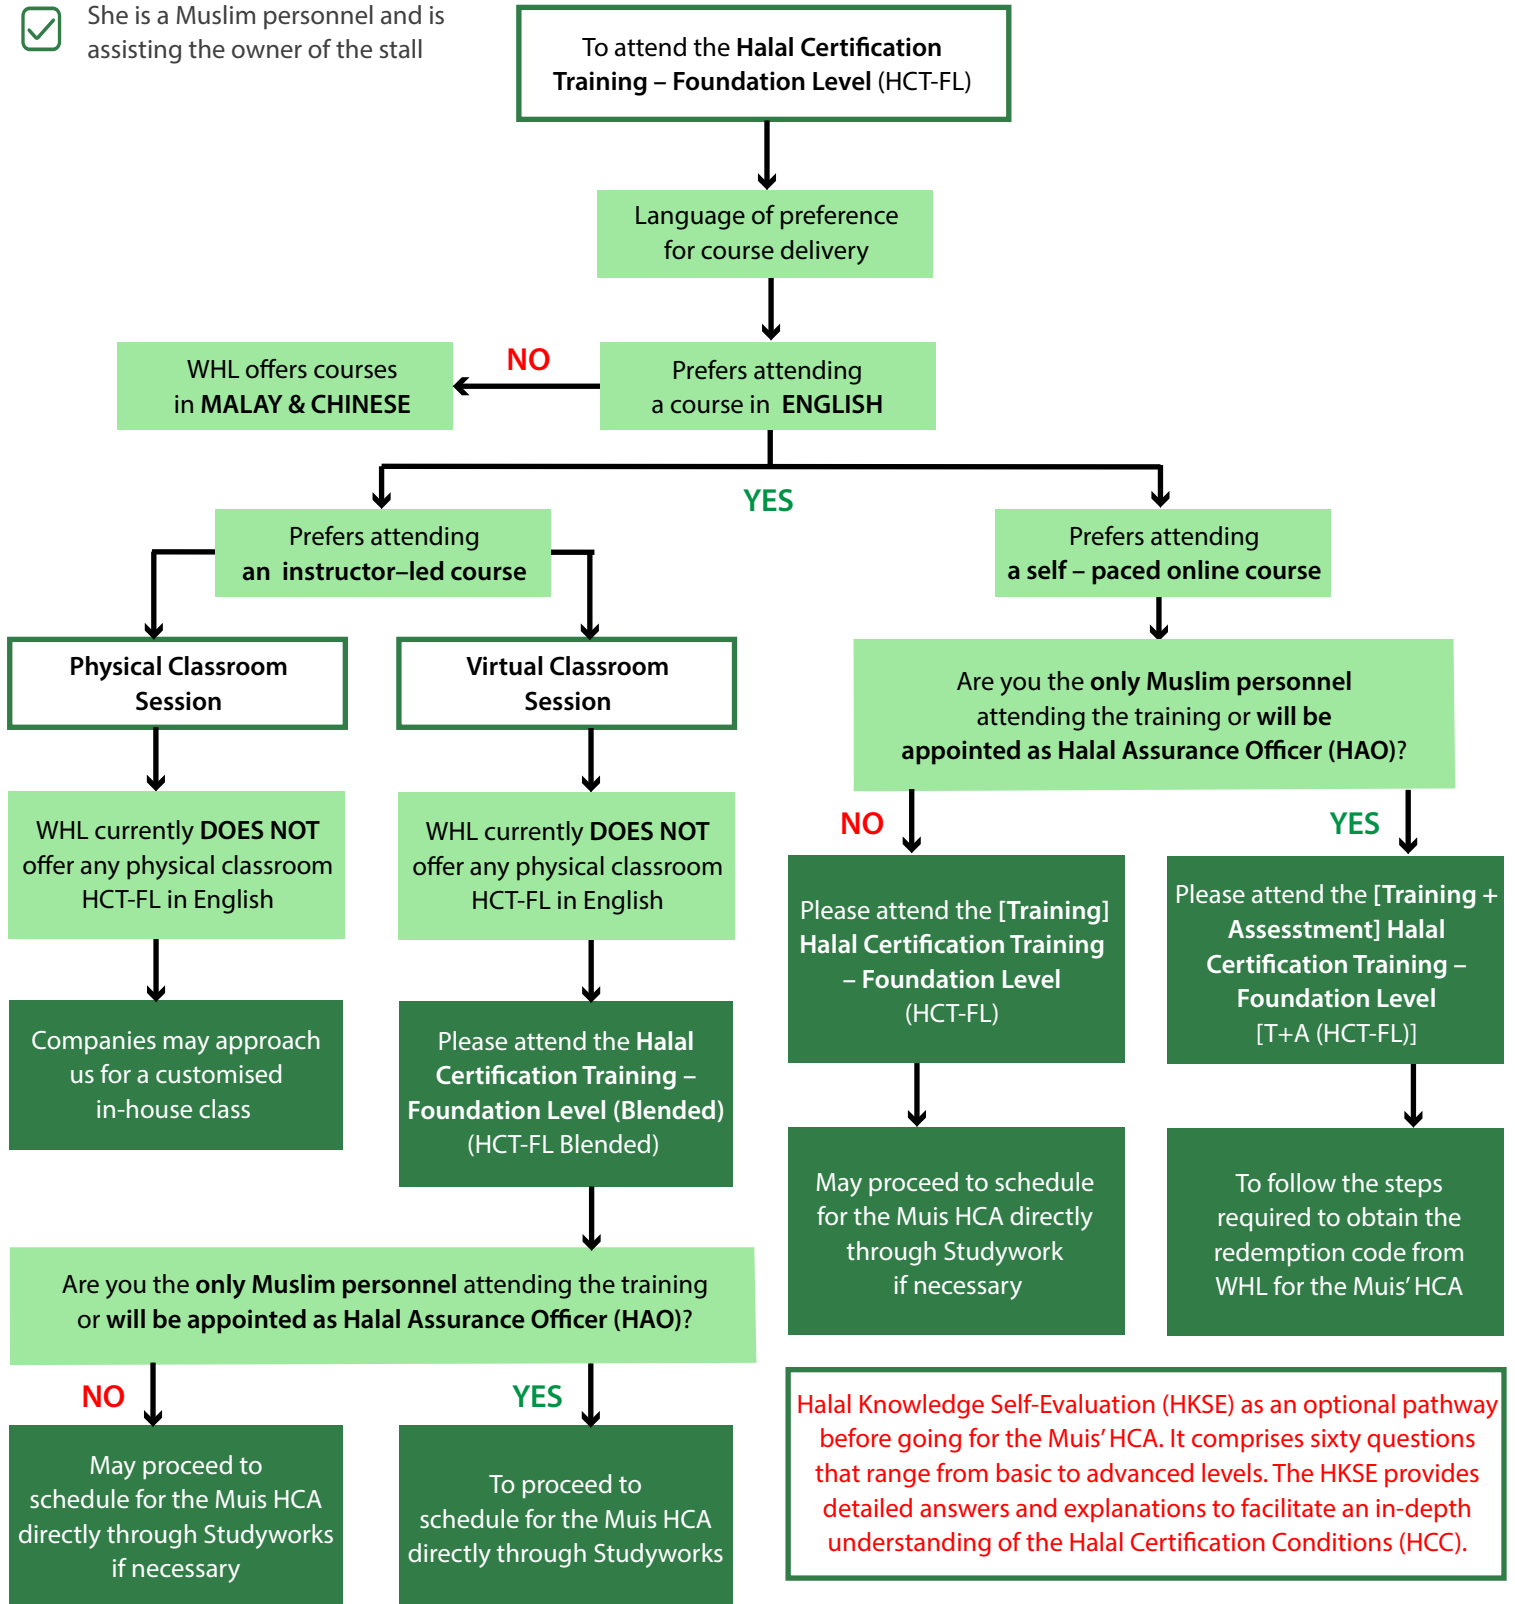 She is a Muslim personnel and is
assisting the owner of the stall
To attend the Halal Certification
Training – Foundation Level (HCT-FL)
Language of preference
for course delivery
WHL offers courses
in MALAY & CHINESE
NO
Prefers attending
a course in ENGLISH
YES
Prefers attending
an instructor–led course
Prefers attending
a self – paced online course
Physical Classroom
Session
Virtual Classroom
Session
Are you the only Muslim personnel
attending the training or will be
appointed as Halal Assurance Officer (HAO)?
WHL currently DOES NOT
offer any physical classroom
HCT-FL in English
WHL currently DOES NOT
offer any physical classroom
HCT-FL in English
NO
YES
Please attend the [Training]
Halal Certification Training
– Foundation Level
(HCT-FL)
Please attend the [Training +
Assesstment] Halal
Certification Training –
Foundation Level
[T+A (HCT-FL)]
Companies may approach
us for a customised
in-house class
Please attend the Halal
Certification Training –
Foundation Level (Blended)
(HCT-FL Blended)
May proceed to schedule
for the Muis HCA directly
through Studywork
if necessary
To follow the steps
required to obtain the
redemption code from
WHL for the Muis’ HCA
Are you the only Muslim personnel attending the training
or will be appointed as Halal Assurance Officer (HAO)?
NO
YES
May proceed to
schedule for the Muis HCA
directly through Studyworks
if necessary
To proceed to
schedule for the Muis HCA
directly through Studyworks
Halal Knowledge Self-Evaluation (HKSE) as an optional pathway
before going for the Muis’ HCA. It comprises sixty questions
that range from basic to advanced levels. The HKSE provides
detailed answers and explanations to facilitate an in-depth
understanding of the Halal Certification Conditions (HCC).